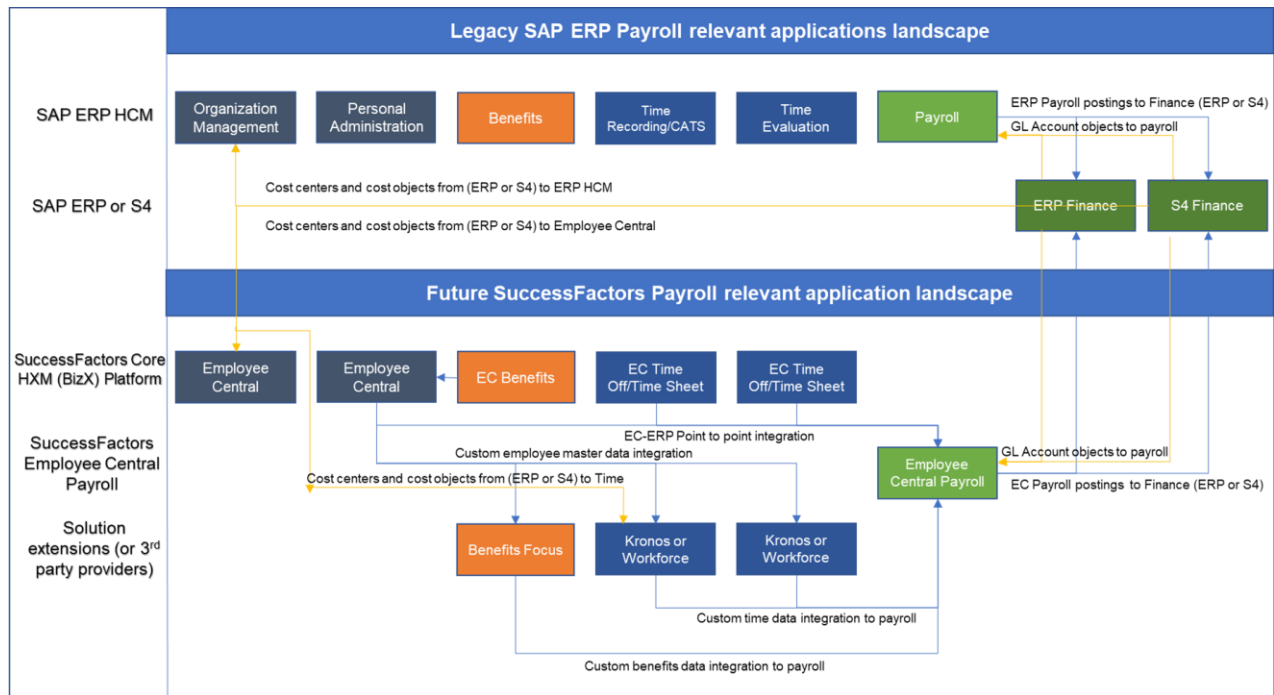 Legacy SAP ERP Payroll relevant applications landscape
SAP ERP HCM
Organization
Management
Personal
Administration
Benefits
Time
Recording/CATS
Time
Evaluation
Payroll
ERP Payroll postings to Finance (ERP or S4)
GL Account objects to payroll
Cost centers and cost objects from (ERP or S4) to ERP HCM
SAP ERP or S4
ERP Finance
S4 Finance
Cost centers and cost objects from (ERP or S4) to Employee Central
Future SuccessFactors Payroll relevant application landscape
SuccessFactors Core
HXM (BizX) Platform
Employee
Central
Employee
Central
EC Benefits
EC Time
Off/Time Sheet
EC Time
Off/Time Sheet
EC-ERP Point to point integration
SuccessFactors
Employee Central
Payroll
Custom employee master data integration
GL Account objects to payroll
Employee
Central Payroll
Cost centers and cost objects from (ERP or S4) to Time
EC Payroll postings to Finance (ERP or S4)
Solution
extensions (or 3rd
party providers)
Benefits Focus
Kronos or
Workforce
Kronos or
Workforce
Custom time data integration to payroll
Custom benefits data integration to payroll